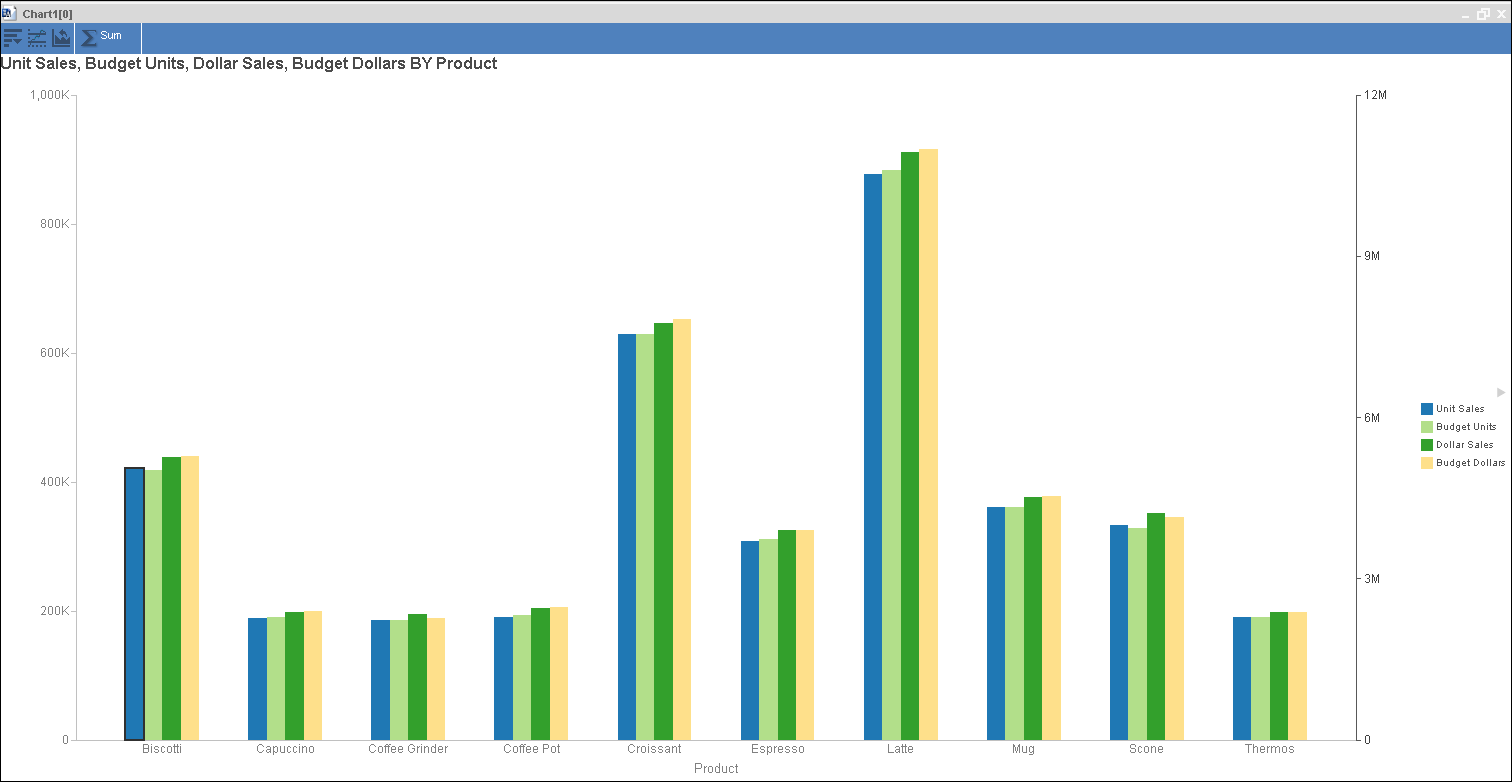 Chart1[0]
Sum
Unit Sales, Budget Units, Dollar Sales, Budget Dollars BY Product
1,000K
800K
600K
400K
200K
0
12M
9M
6M
3M
0
Unit Sales
Budget Units
Dollar Sales
Budget Dollars
Biscotti Capuccino Coffee Grinder Coffee Pot Croissant Espresso Latte Mug Scone Thermos
Product